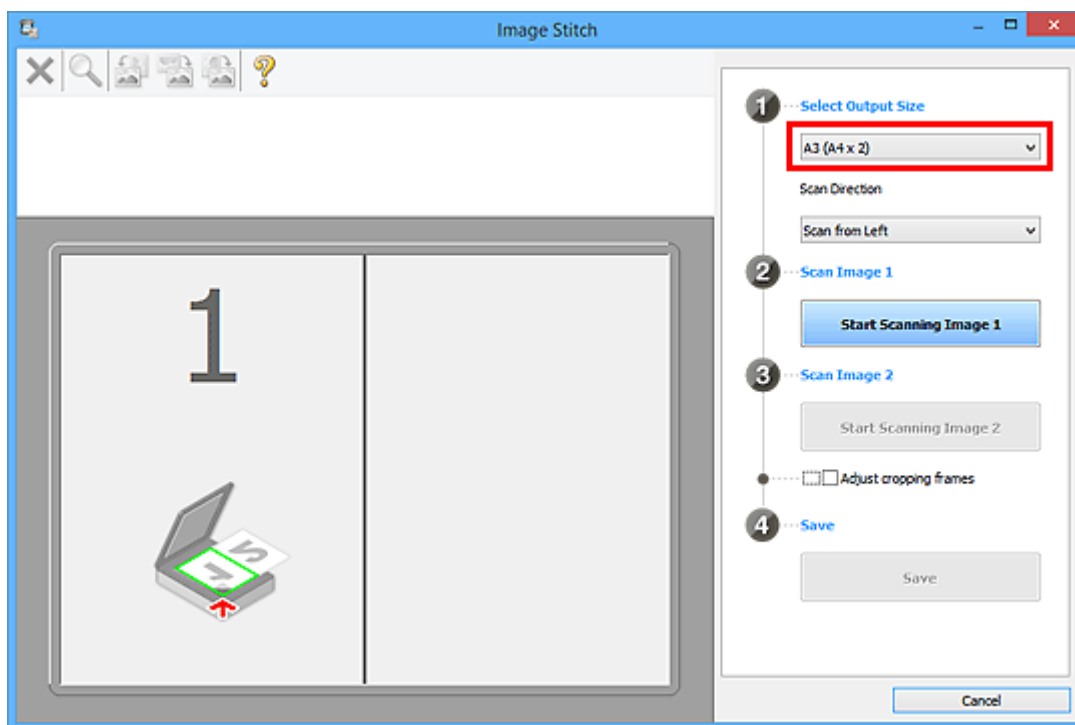 Image Stitch
1
Select Output Size
A3 (A4 x 2)
Scan Direction
Scan from Left
2
Scan Image 1
Start Scanning Image 1
3
Scan Image 2
Start Scanning Image 2
Adjust cropping frames
4
Save
Save
Cancel
1